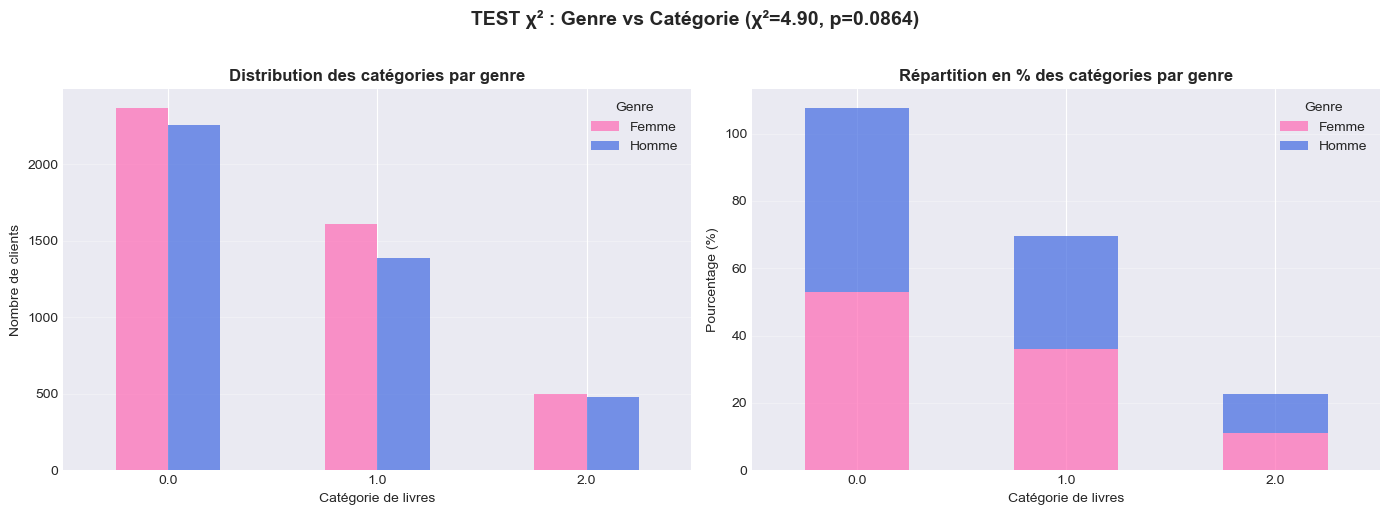 TEST χ² : Genre vs Catégorie (χ²=4.90, p=0.0864)
Distribution des catégories par genre
Genre
Femme
Homme
Nombre de clients
2000
1500
1000
500
0
0.0
1.0
2.0
Catégorie de livres
Répartition en % des catégories par genre
Genre
Femme
Homme
Pourcentage (%)
100
80
60
40
20
0
0.0
1.0
2.0
Catégorie de livres